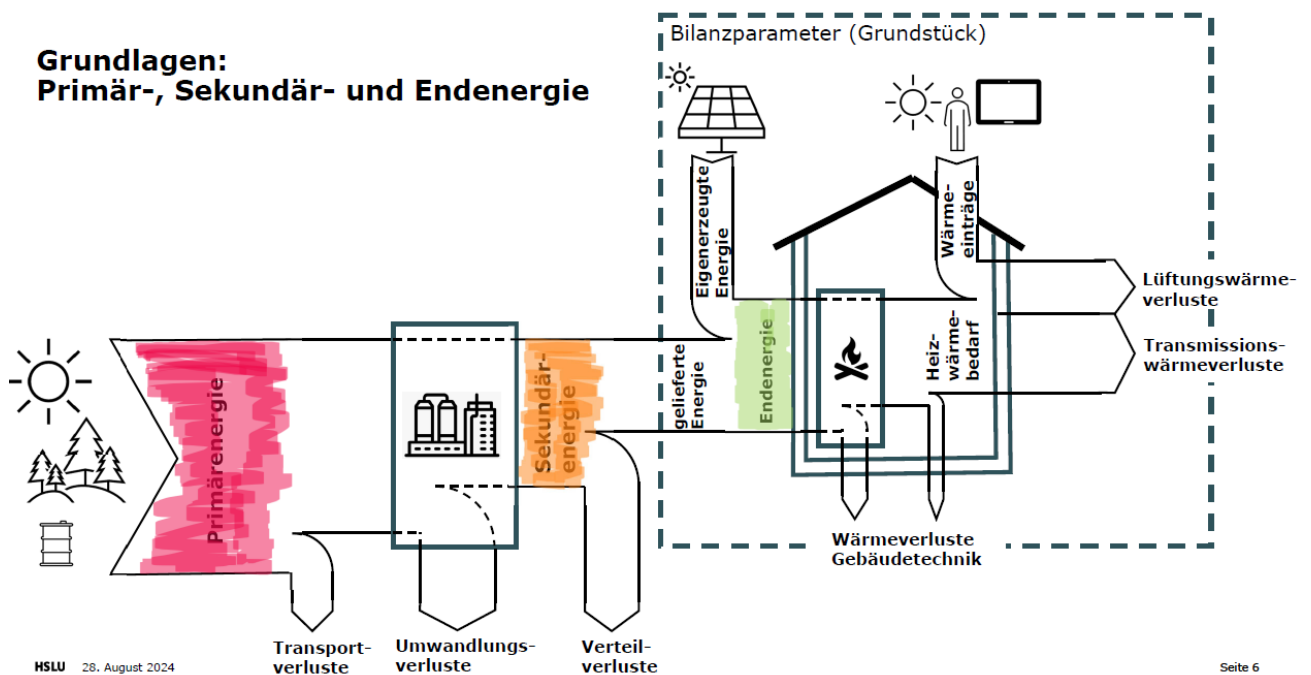 Grundlagen:
Primär-, Sekundär- und Endenergie
Bilanzparameter (Grundstück)
Eigenerzeugte
Energie
Wärme-
einträge
Lüftungswärme-
verluste
Transmissions-
wärmeverluste
Primärenergie
Sekundär-
energie
gelieferte
Energie
Endenergie
Heiz-
wärme-
bedarf
Wärmeverluste
Gebäudetechnik
Transport-
verluste
Umwandlungs-
verluste
Verteil-
verluste
HSLU 28. August 2024
Seite 6